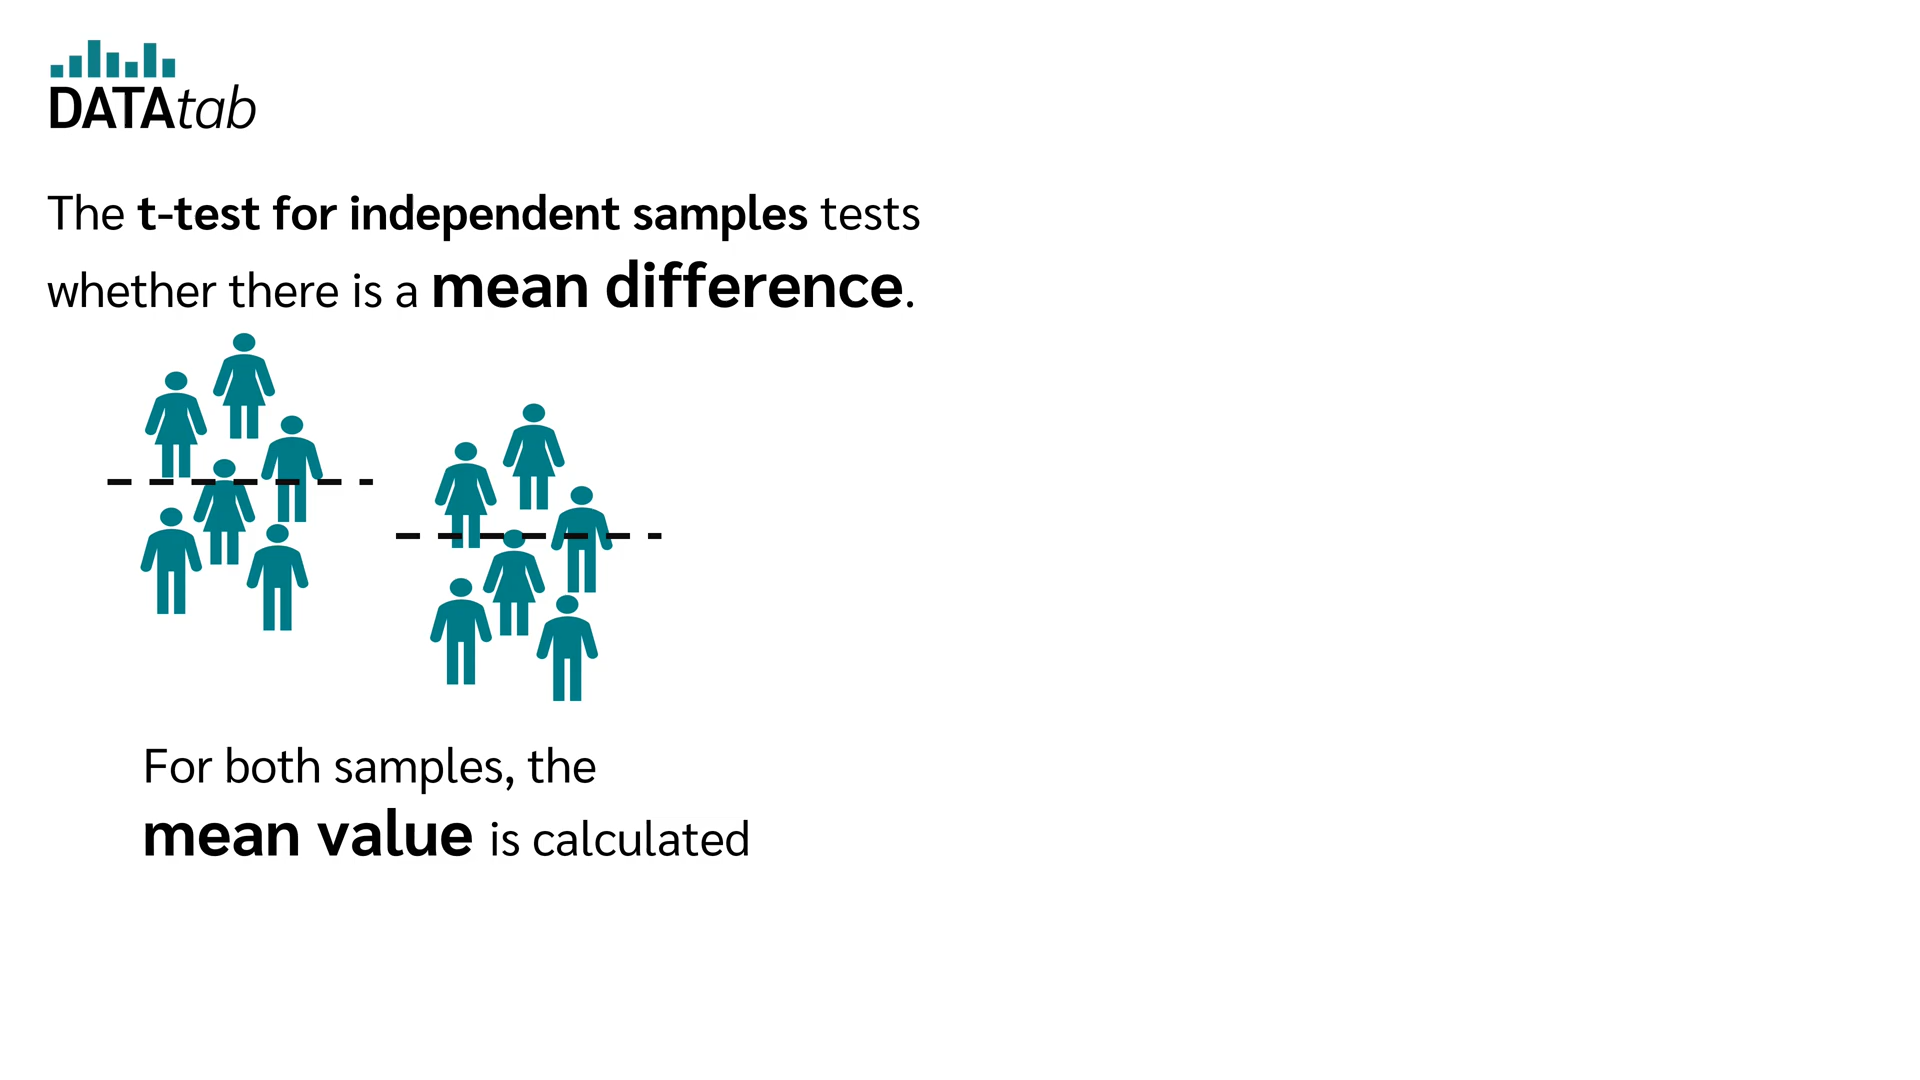 DATAtab
The t-test for independent samples tests
whether there is a mean difference.
For both samples, the
mean value is calculated